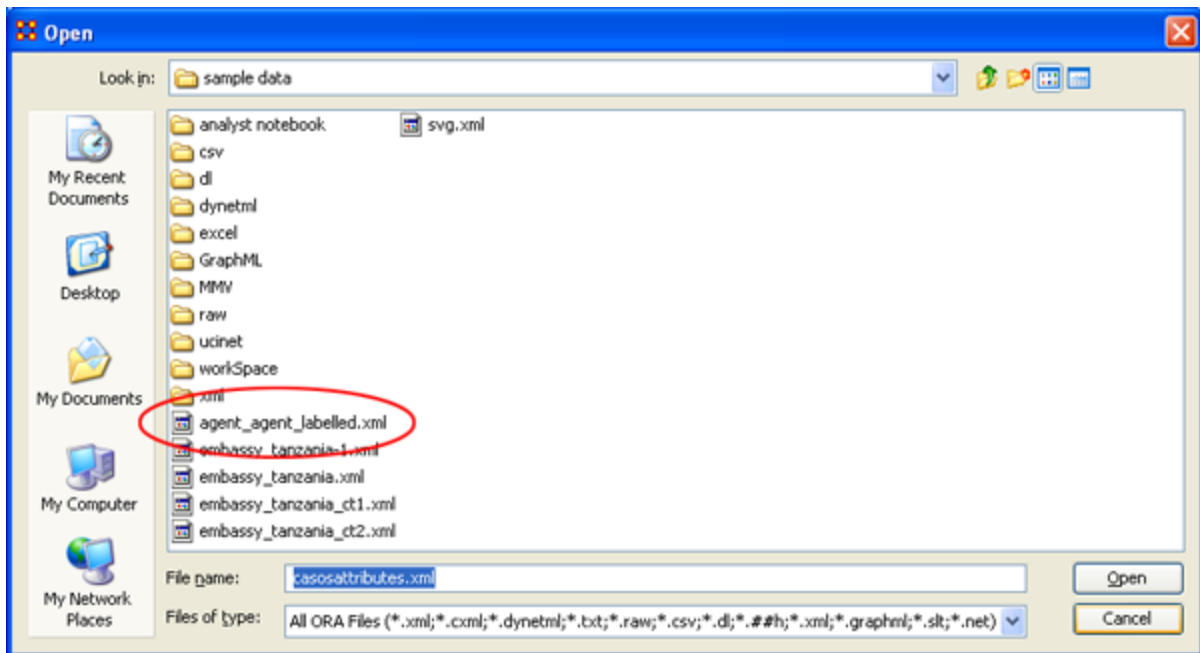 Open
Look in: sample data
analyst notebook svg.xml
csv
dl
dynetml
excel
GraphML
MMV
raw
ucinet
workSpace
xml
agent_agent_labelled.xml
embassy_tanzania-1.xml
embassy_tanzania.xml
embassy_tanzania_ct1.xml
embassy_tanzania_ct2.xml
My Recent
Documents
Desktop
My Documents
My Computer
My Network
Places
File name: casosattributes.xml Open
Files of type: All ORA Files (*.xml;*.cxml;*.dynetml;*.txt;*.raw;*.csv;*.dl;*.##h;*.xml;*.graphml;*.slt;*.net) Cancel